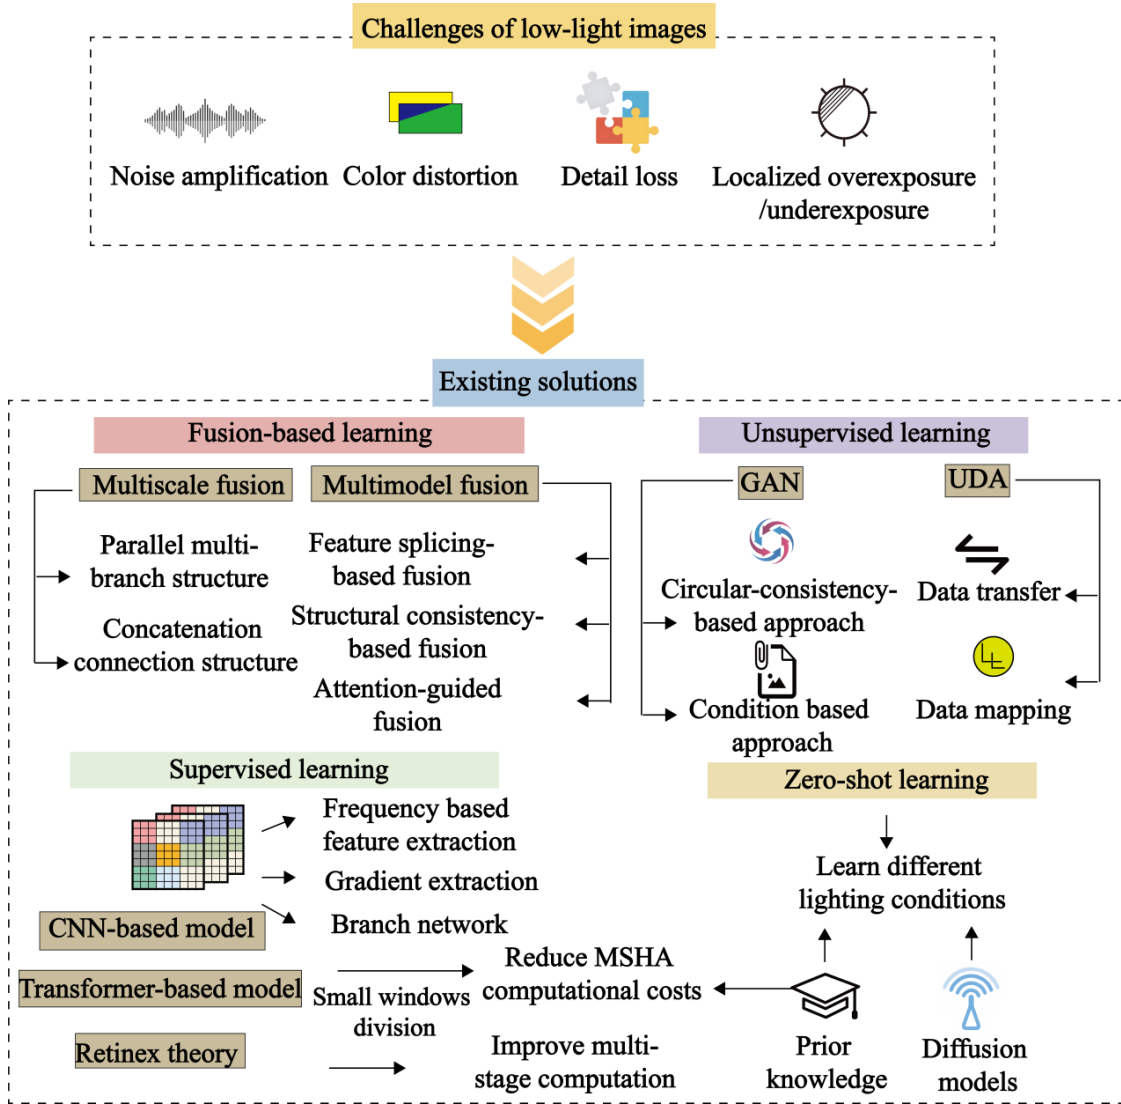 Challenges of low-light images
Noise amplification
Color distortion
Detail loss
Localized overexposure
/underexposure
Existing solutions
Fusion-based learning
Multiscale fusion
Parallel multi-
branch structure
Concatenation
connection structure
Multimodel fusion
Feature splicing-
based fusion
Structural consistency-
based fusion
Attention-guided
fusion
Unsupervised learning
GAN
Circular-consistency-
based approach
Condition based
approach
UDA
Data transfer
Data mapping
Supervised learning
Frequency based
feature extraction
Gradient extraction
Branch network
CNN-based model
Transformer-based model
Small windows
division
Reduce MSHA
computational costs
Retinex theory
Improve multi-
stage computation
Zero-shot learning
Learn different
lighting conditions
Prior
knowledge
Diffusion
models